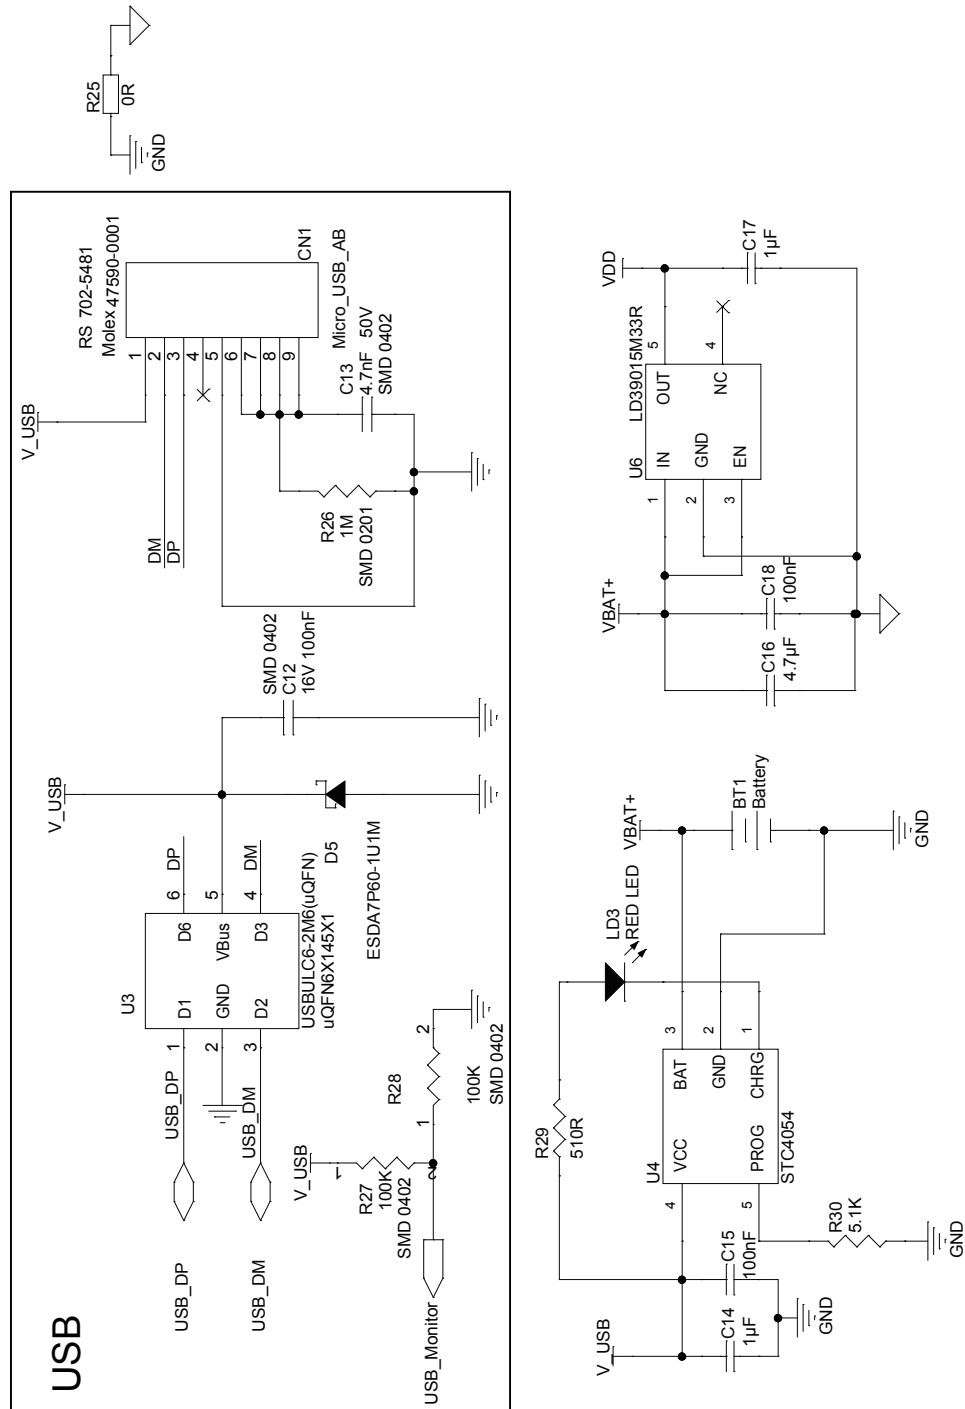 USB
USB_DP
USB_DM
USB_DP
USB_DM
1
2
3
U3
D1
GND
D2
D6
VBus
D3
6
5
4
DP
DM
USBULC6-2M6(uQFN)
uQFN6X145X1
V_USB
D5
ESDA7P60-1U1M
SMD 0402
C12
16V 100nF
USB_Monitor
V_USB
1
R27
100K
SMD 0402
2
1
R28
2
100K
SMD 0402
V_USB
DM
DP
RS 702-5481
Molex 47590-0001
1
2
3
4
5
6
7
8
9
CN1
Micro_USB_AB
R26
1M
SMD 0201
C13
4.7nF 50V
SMD 0402
R25
0R
GND
V_USB
C14
1µF
C15
100nF
GND
R29
510R
LD3
RED LED
U4
4
VCC
5
PROG
BAT
3
GND
2
CHRG
1
STC4054
R30
5.1K
GND
VBAT+
BT1
Battery
GND
VBAT+
C16
4.7µF
C18
100nF
U6
LD39015M33R
1
IN
2
GND
3
EN
OUT
5
NC
4
VDD
C17
1µF